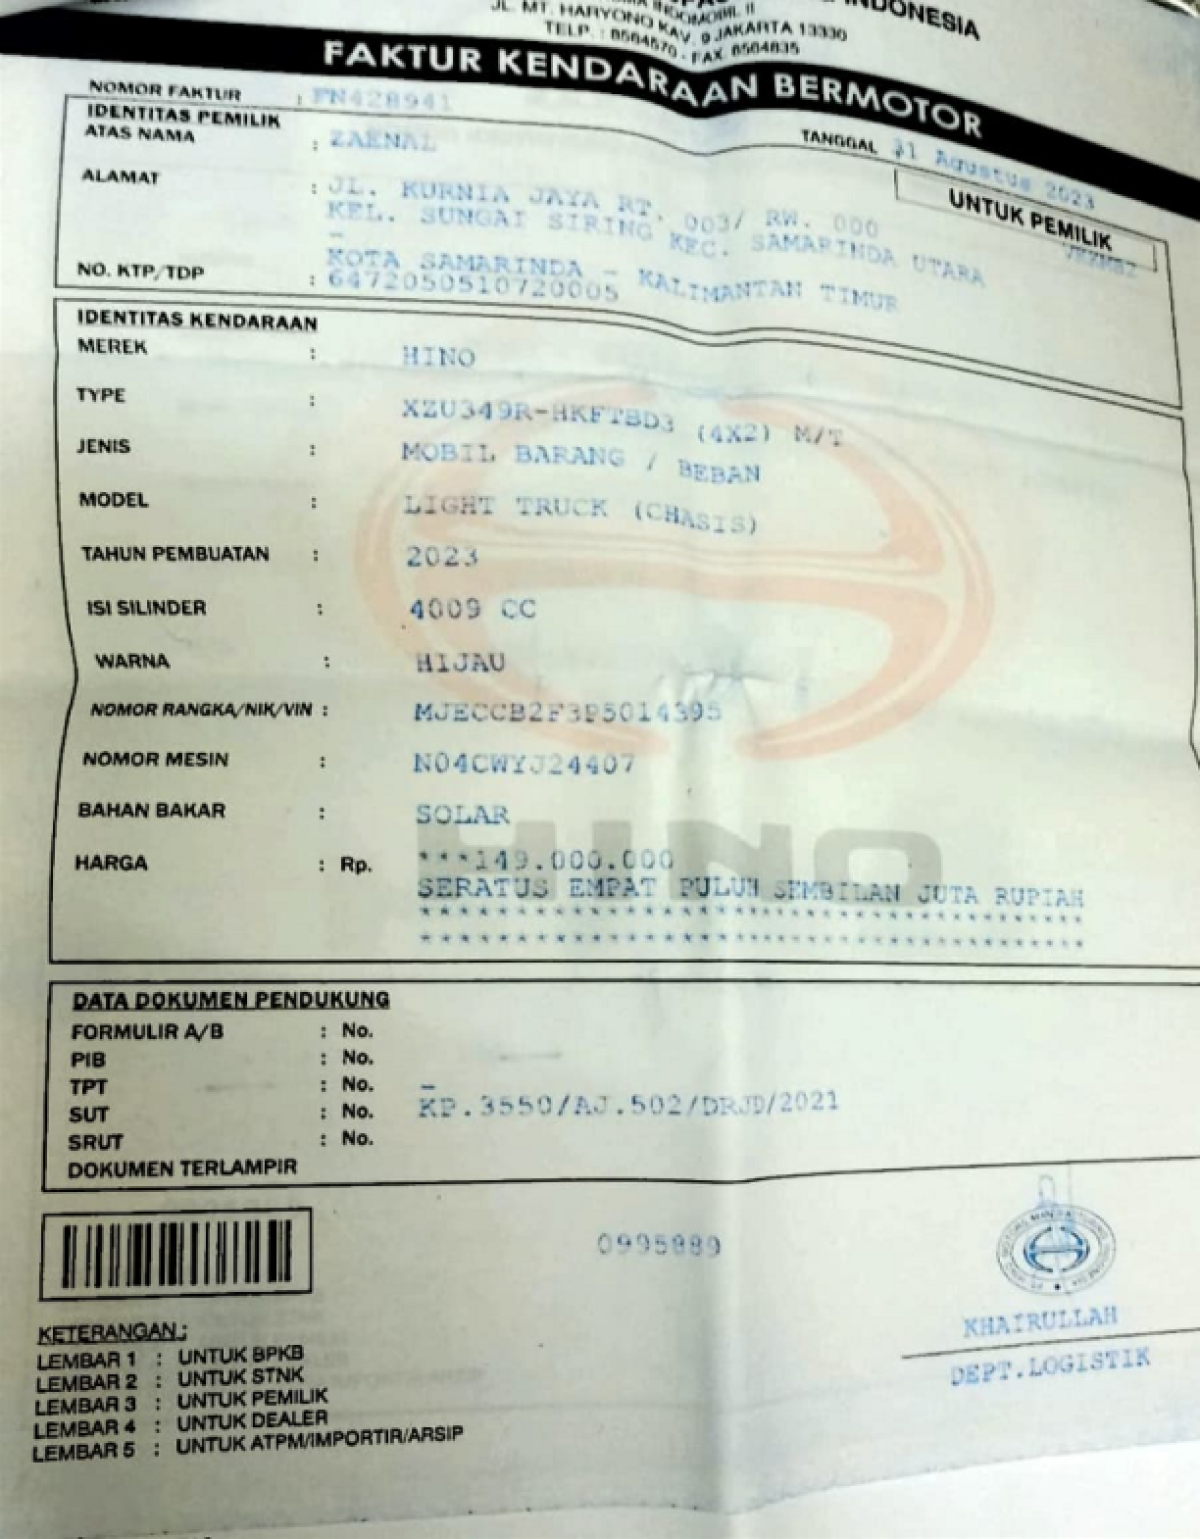 INDONESIA
INDOMOBIL II
JL. MT. HARYONO KAV. 9 JAKARTA 13330
TELP. : 8564570 - FAX 8564835
FAKTUR KENDARAAN BERMOTOR
NOMOR FAKTUR : FN428941
TANGGAL 31 Agustus 2023
IDENTITAS PEMILIK
UNTUK PEMILIK
ATAS NAMA : ZAENAL
ALAMAT : JL. KURNIA JAYA RT. 003/ RW. 000
KEL. SUNGAI SIRING KEC. SAMARINDA UTARA
-
KOTA SAMARINDA - KALIMANTAN TIMUR
NO. KTP/TDP : 6472050510720005
IDENTITAS KENDARAAN
MEREK : HINO
TYPE : XZU349R-HKFTBD3 (4X2) M/T
JENIS : MOBIL BARANG / BEBAN
MODEL : LIGHT TRUCK (CHASIS)
TAHUN PEMBUATAN : 2023
ISI SILINDER : 4009 CC
WARNA : HIJAU
NOMOR RANGKA/NIK/VIN : MJECCB2F3P5014395
NOMOR MESIN : N04CWYJ24407
BAHAN BAKAR : SOLAR
HINO
HARGA : Rp. ***149.000.000
SERATUS EMPAT PULUH SEMBILAN JUTA RUPIAH
****************************************
****************************************
DATA DOKUMEN PENDUKUNG
FORMULIR A/B : No.
PIB : No.
TPT : No. -
SUT : No. KP.3550/AJ.502/DRJD/2021
SRUT : No.
DOKUMEN TERLAMPIR
0995889
KHAIRULLAH
DEPT.LOGISTIK
KETERANGAN :
LEMBAR 1 : UNTUK BPKB
LEMBAR 2 : UNTUK STNK
LEMBAR 3 : UNTUK PEMILIK
LEMBAR 4 : UNTUK DEALER
LEMBAR 5 : UNTUK ATPM/IMPORTIR/ARSIP